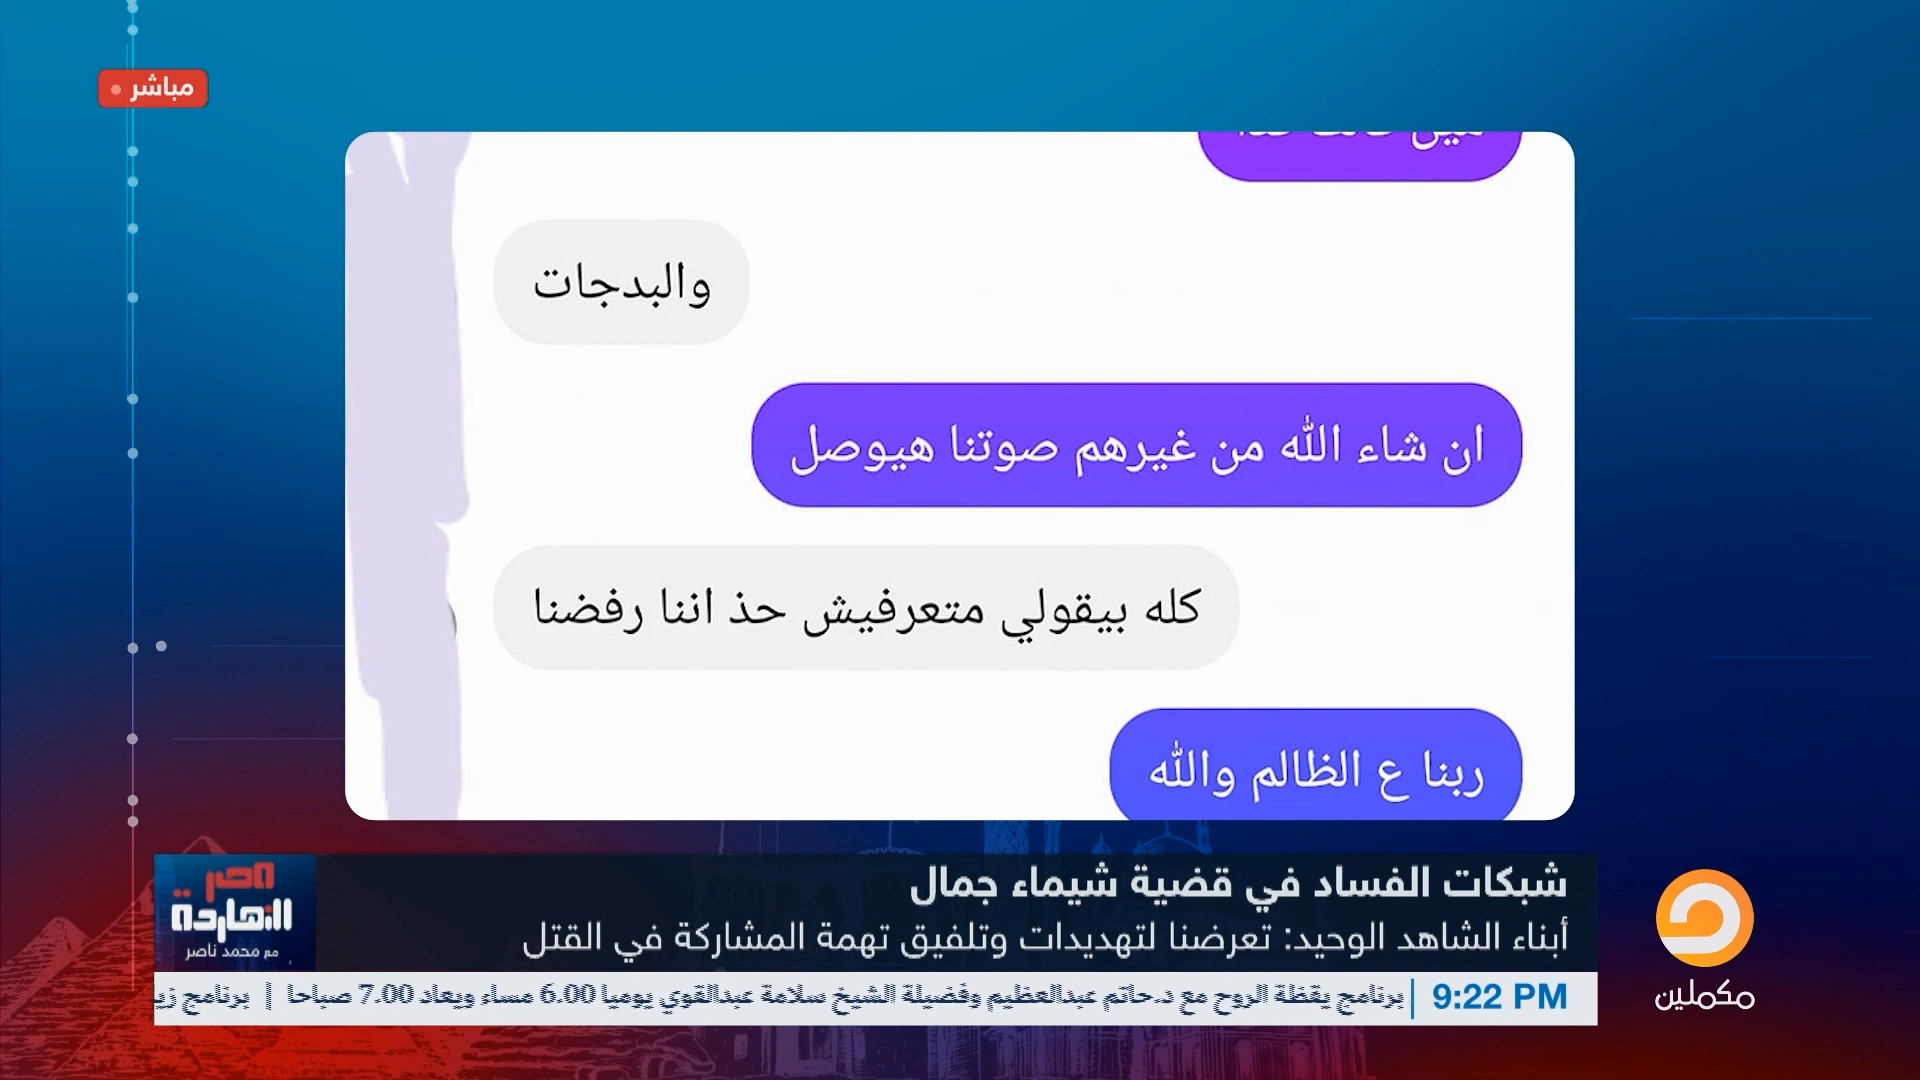 مباشر
والبدجات
ان شاء الله من غيرهم صوتنا هيوصل
كله بيقولي متعرفيش حذ اننا رفضنا
ربنا ع الظالم والله
شبكات الفساد في قضية شيماء جمال
أبناء الشاهد الوحيد: تعرضنا لتهديدات وتلفيق تهمة المشاركة في القتل
مصر
النهاردة
مع محمد ناصر
9:22 PM
برنامج يقظة الروح مع د.حاتم عبدالعظيم وفضيلة الشيخ سلامة عبدالقوي يوميا 6.00 مساء ويعاد 7.00 صباحا | برنامج
مكملين